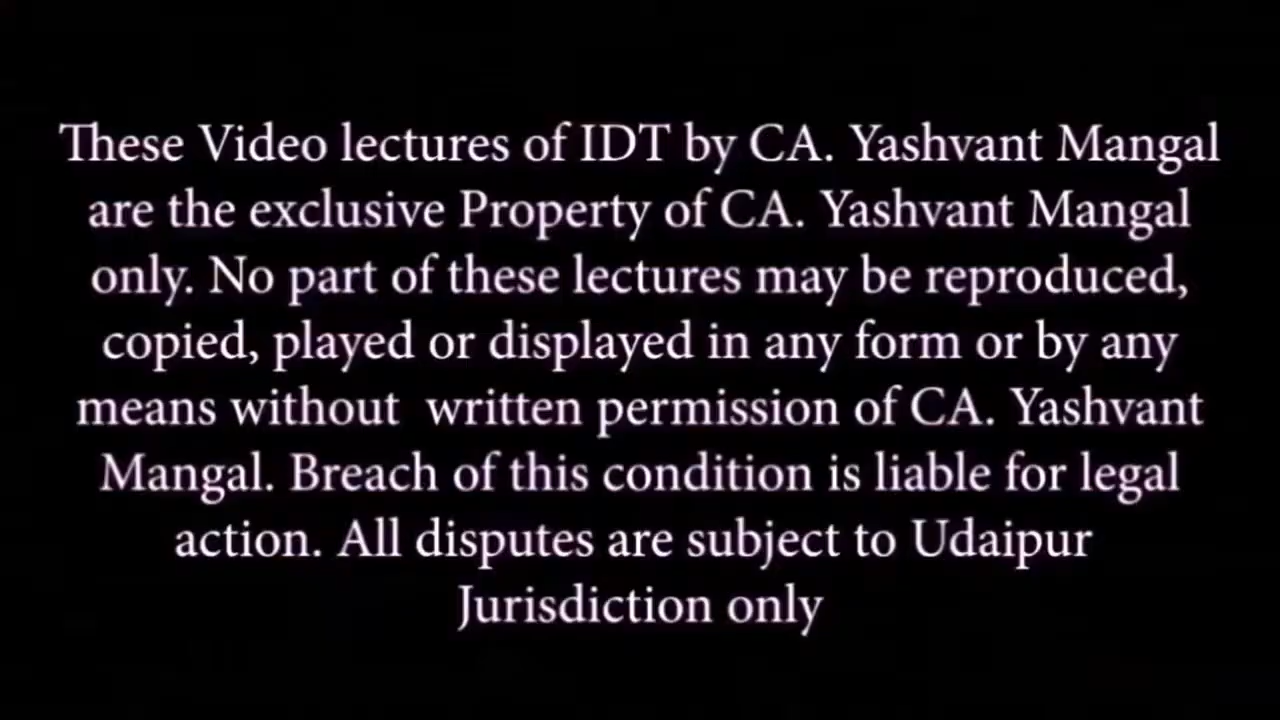 These Video lectures of IDT by CA. Yashvant Mangal
are the exclusive Property of CA. Yashvant Mangal
only. No part of these lectures may be reproduced,
copied, played or displayed in any form or by any
means without  written permission of CA. Yashvant
Mangal. Breach of this condition is liable for legal
action. All disputes are subject to Udaipur
Jurisdiction only